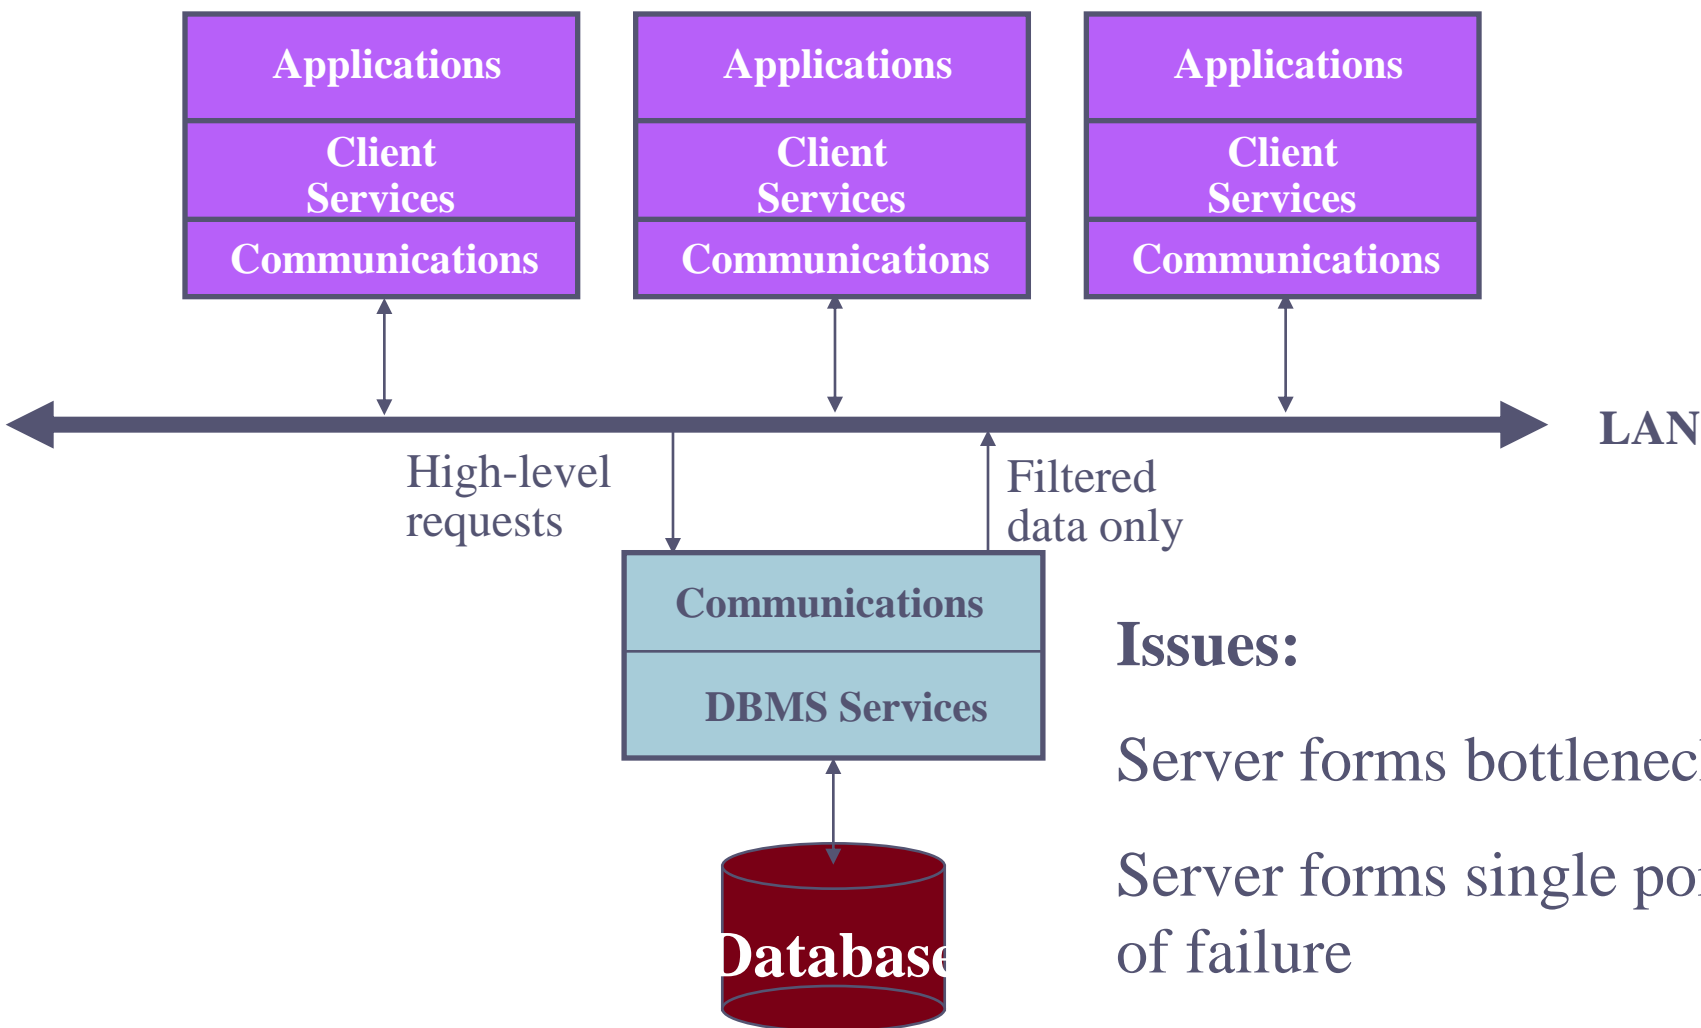 Applications
Applications
Applications
Client
Services
Client
Services
Client
Services
Communications
Communications
Communications
LAN
High-level
requests
Filtered
data only
Communications
DBMS Services
Issues:
Server forms bottleneck
Server forms single
of failure
Database